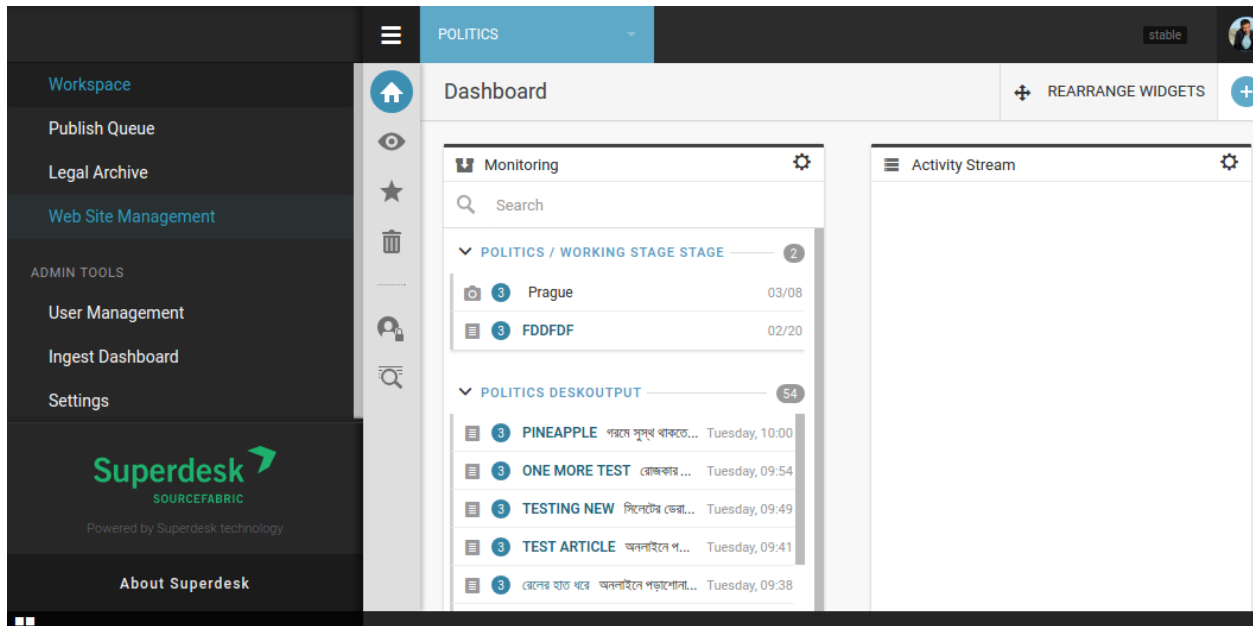 POLITICS
stable
Workspace
Publish Queue
Legal Archive
Web Site Management
ADMIN TOOLS
User Management
Ingest Dashboard
Settings
Superdesk
SOURCEFABRIC
Powered by Superdesk technology
About Superdesk
Dashboard
REARRANGE WIDGETS
Monitoring
Search
POLITICS / WORKING STAGE STAGE 2
3 Prague 03/08
3 FDDFDF 02/20
POLITICS DESKOUTPUT 54
3 PINEAPPLE গরমে সুস্থ থাকতে... Tuesday, 10:00
3 ONE MORE TEST রোজকার ... Tuesday, 09:54
3 TESTING NEW সিলেটের ডেরা... Tuesday, 09:49
3 TEST ARTICLE অনলাইনে প... Tuesday, 09:41
3 রেলের হাত ধরে অনলাইনে পড়াশোনা... Tuesday, 09:38
Activity Stream